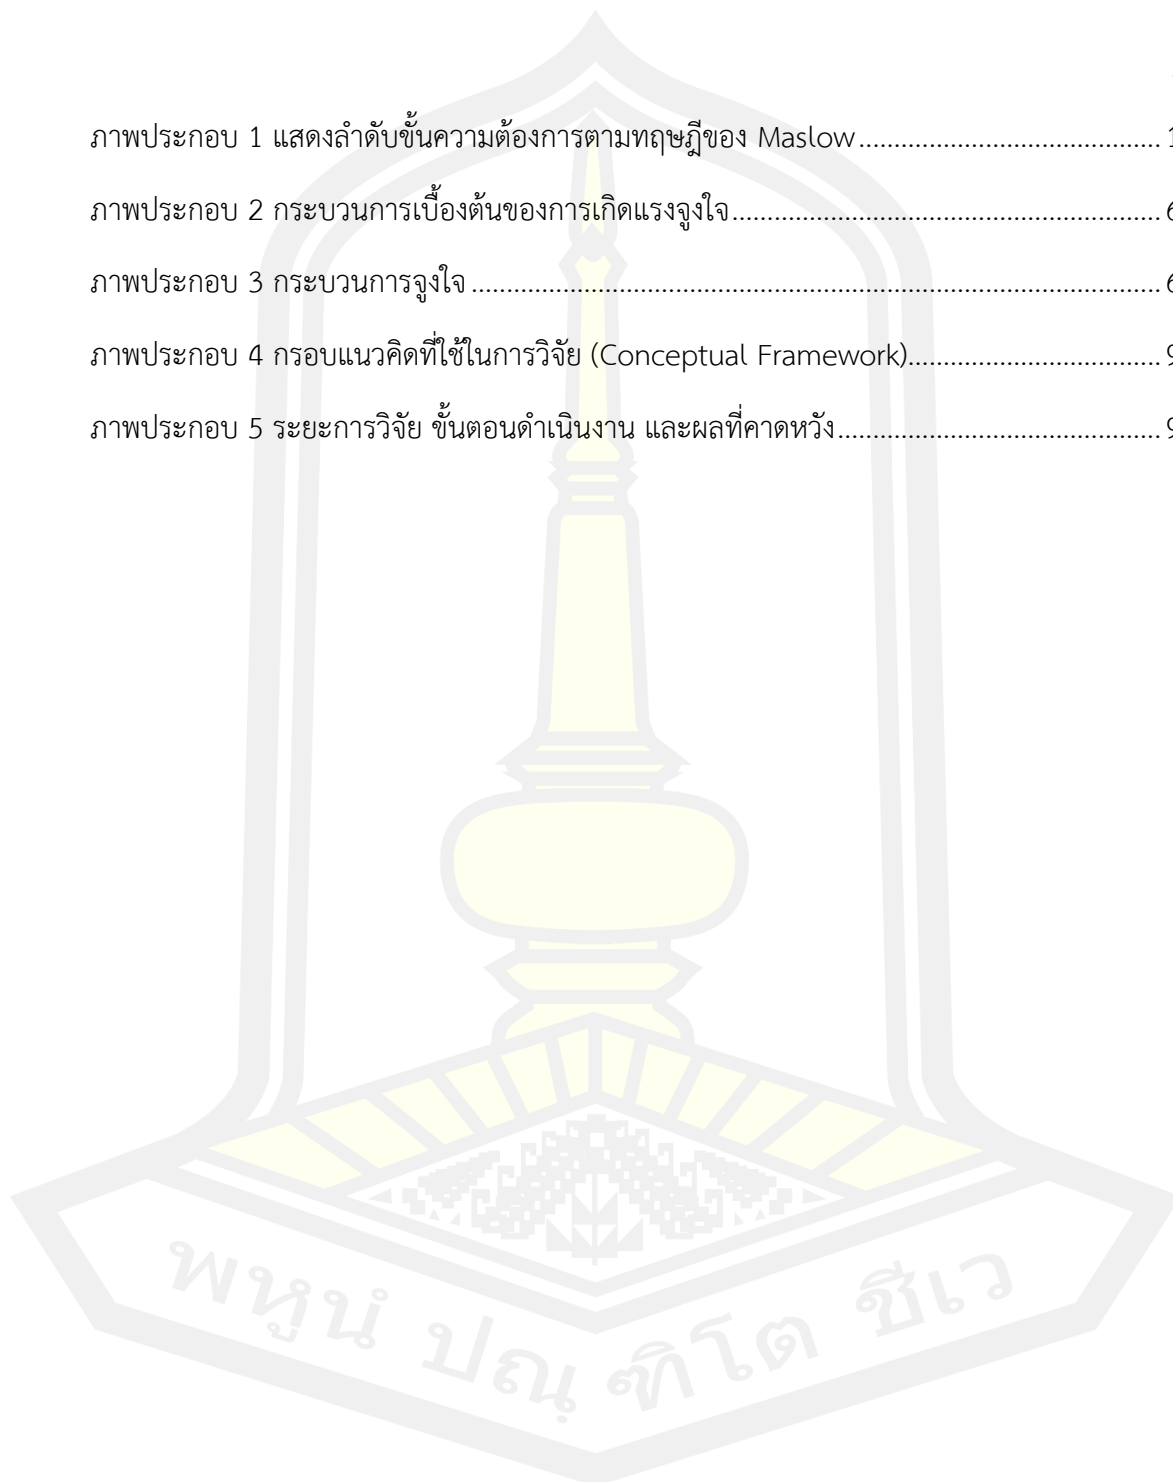 ภาพประกอบ 1 แสดงลำดับขั้นความต้องการตามทฤษฎีของ Maslow...........................................
ภาพประกอบ 2 กระบวนการเบื้องต้นของการเกิดแรงจูงใจ.............................................................
ภาพประกอบ 3 กระบวนการจูงใจ...................................................................................................
ภาพประกอบ 4 กรอบแนวคิดที่ใช้ในการวิจัย (Conceptual Framework)....................................
ภาพประกอบ 5 ระยะการวิจัย ขั้นตอนดำเนินงาน และผลที่คาดหวัง..............................................
พหูนํ ปณฺ ฑิโต ชีเว